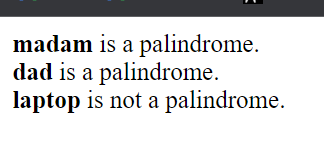 madam is a palindrome.
dad is a palindrome.
laptop is not a palindrome.